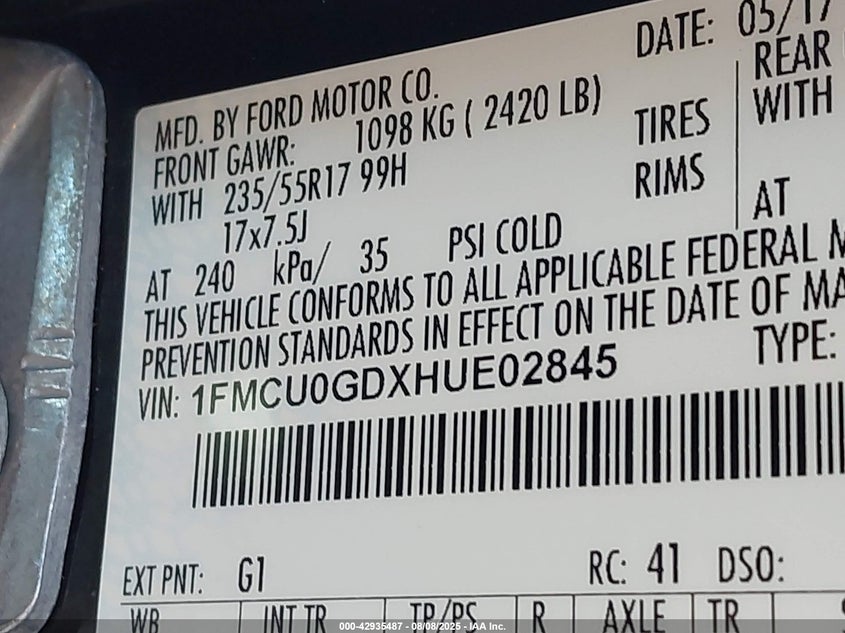 DATE: 05/17
MFD. BY FORD MOTOR CO.
FRONT GAWR: 1098 KG ( 2420 LB)
REAR
WITH 235/55R17 99H TIRES
WITH
17x7.5J RIMS
AT 240 kPa/ 35 PSI COLD
AT
THIS VEHICLE CONFORMS TO ALL APPLICABLE FEDERAL M
PREVENTION STANDARDS IN EFFECT ON THE DATE OF MA
VIN: 1FMCU0GDXHUE02845
TYPE:
EXT PNT: G1 RC: 41 DSO:
WB INT TR TP/PS R AXLE TR
000-42935487 - 08/08/2025 - IAA Inc.